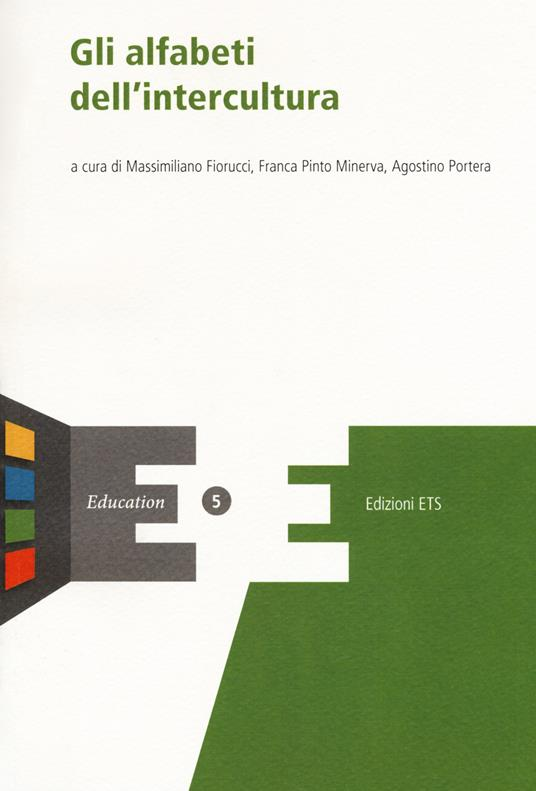 Gli alfabeti
dell'intercultura
a cura di Massimiliano Fiorucci, Franca Pinto Minerva, Agostino Portera
Education 5
Edizioni ETS